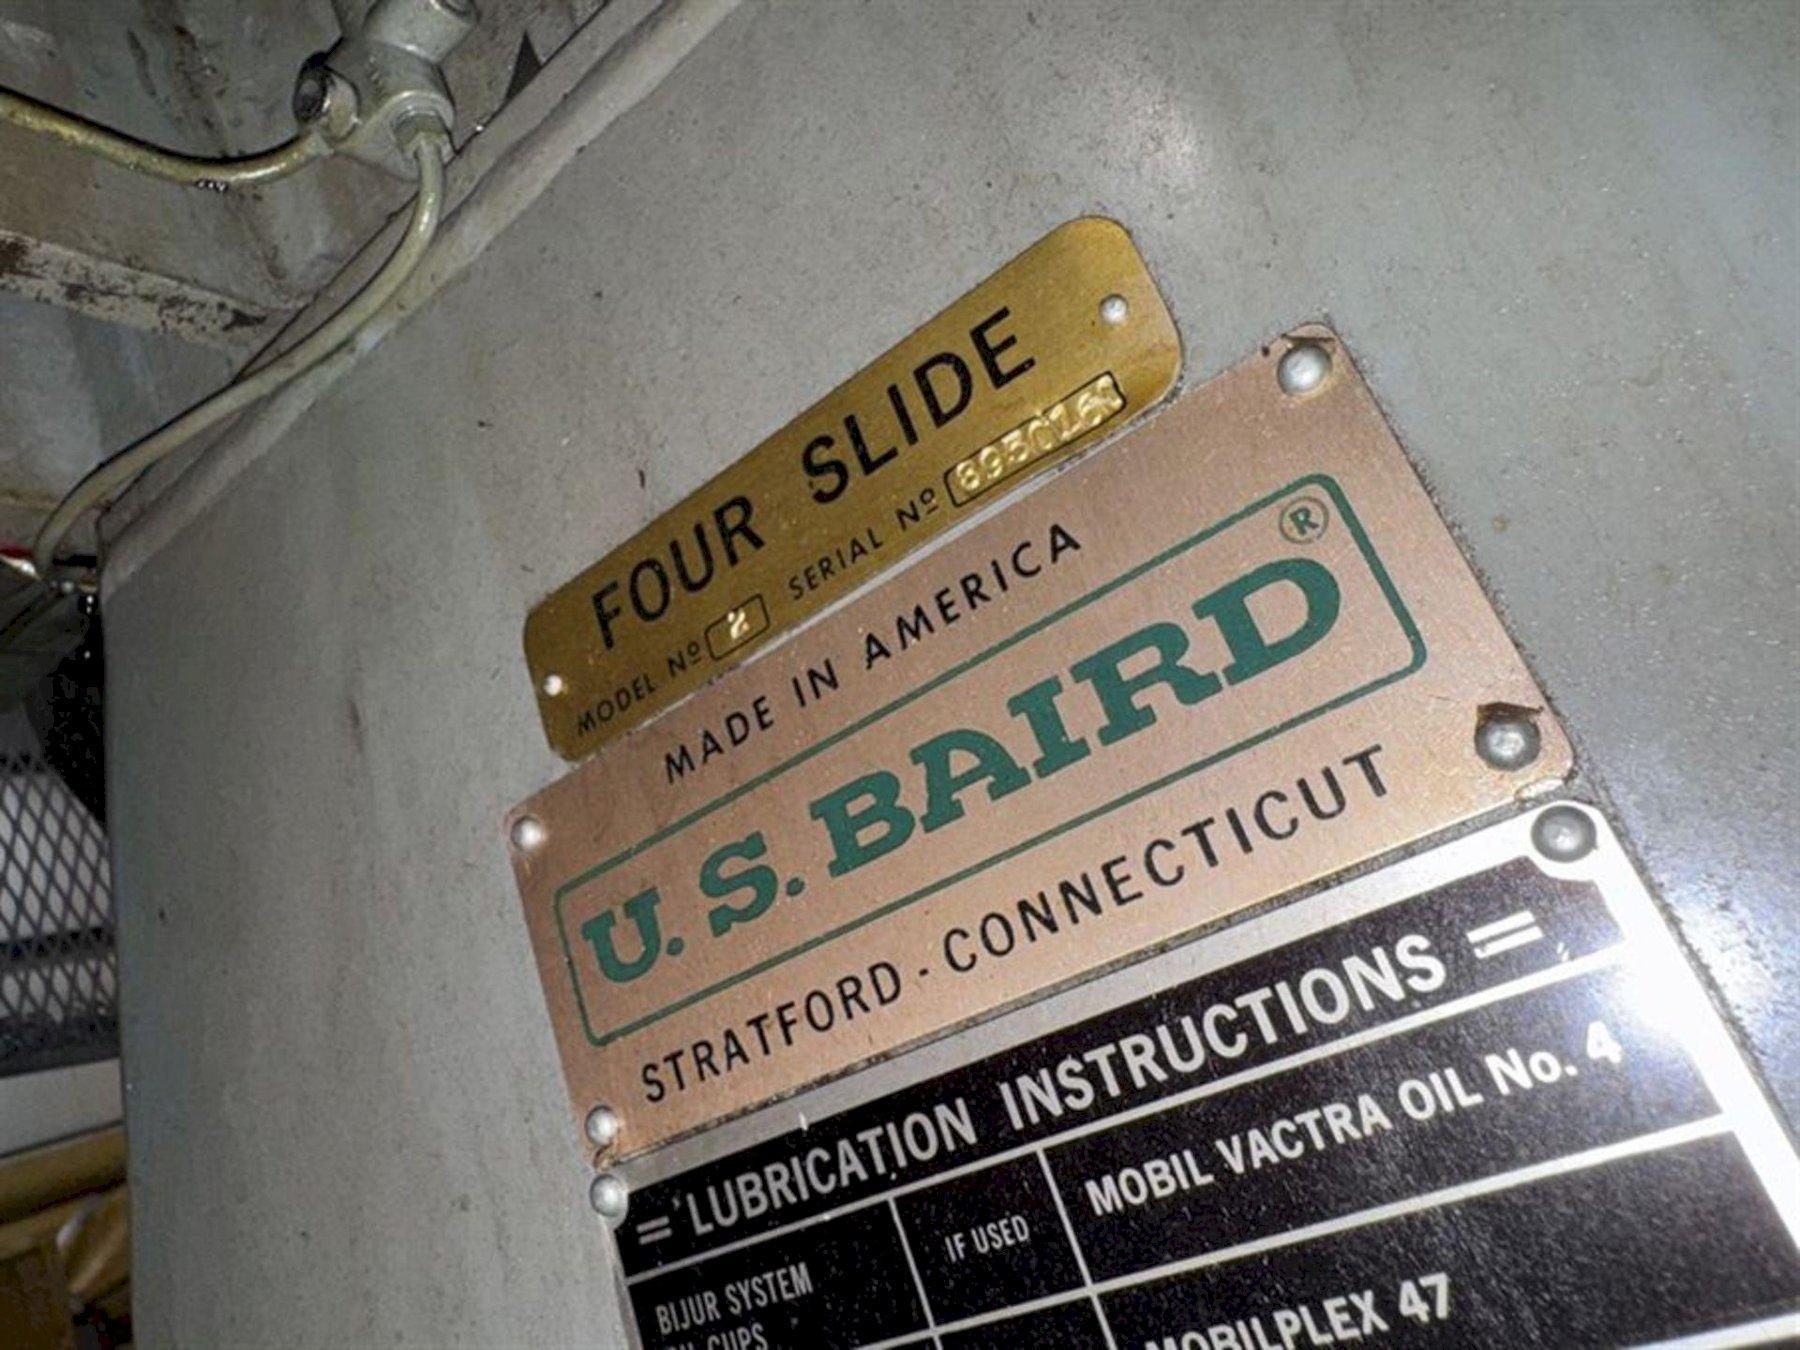 FOUR SLIDE
MODEL Nº 2 SERIAL Nº
MADE IN AMERICA
U.S. BAIRD ®
STRATFORD - CONNECTICUT
= LUBRICATION INSTRUCTIONS =
BIJUR SYSTEM IF USED MOBIL VACTRA OIL No. 4
CUPS MOBILPLEX 47